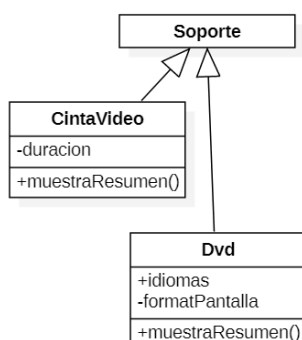 Soporte
CintaVideo
-duracion
+muestraResumen()
Dvd
+idiomas
-formatPantalla
+muestraResumen()